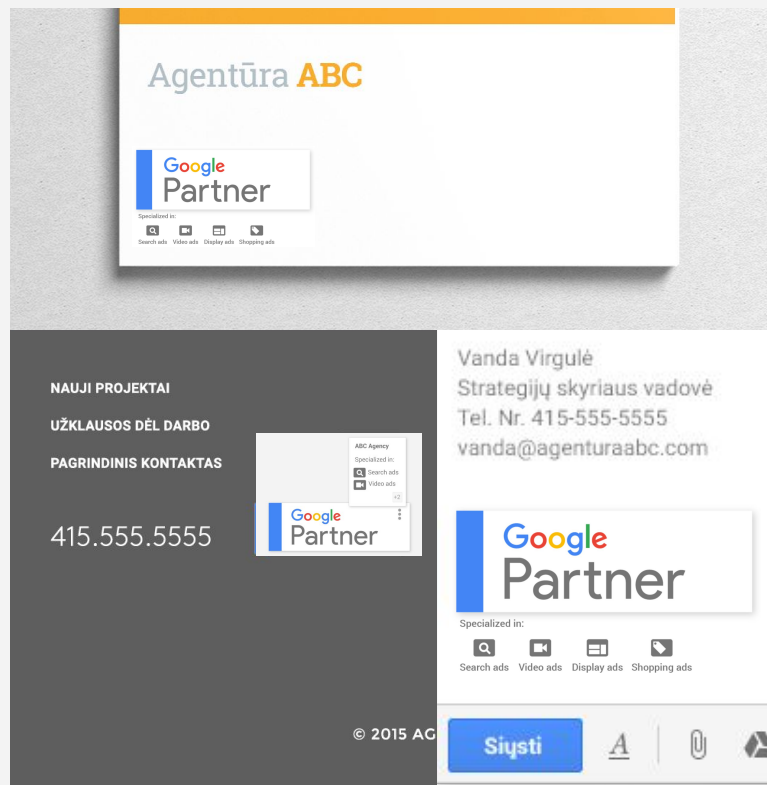 Agentūra ABC
Google
Partner
Specialized in:
Search ads Video ads Display ads Shopping ads
NAUJI PROJEKTAI
UŽKLAUSOS DĖL DARBO
PAGRINDINIS KONTAKTAS
415.555.5555
ABC Agency
Specialized in:
Search ads
Video ads
+2
Google
Partner
© 2015 AG
Vanda Virgulė
Strategijų skyriaus vadovė
Tel. Nr. 415-555-5555
vanda@agenturaabc.com
Google
Partner
Specialized in:
Search ads Video ads Display ads Shopping ads
Siųsti
A